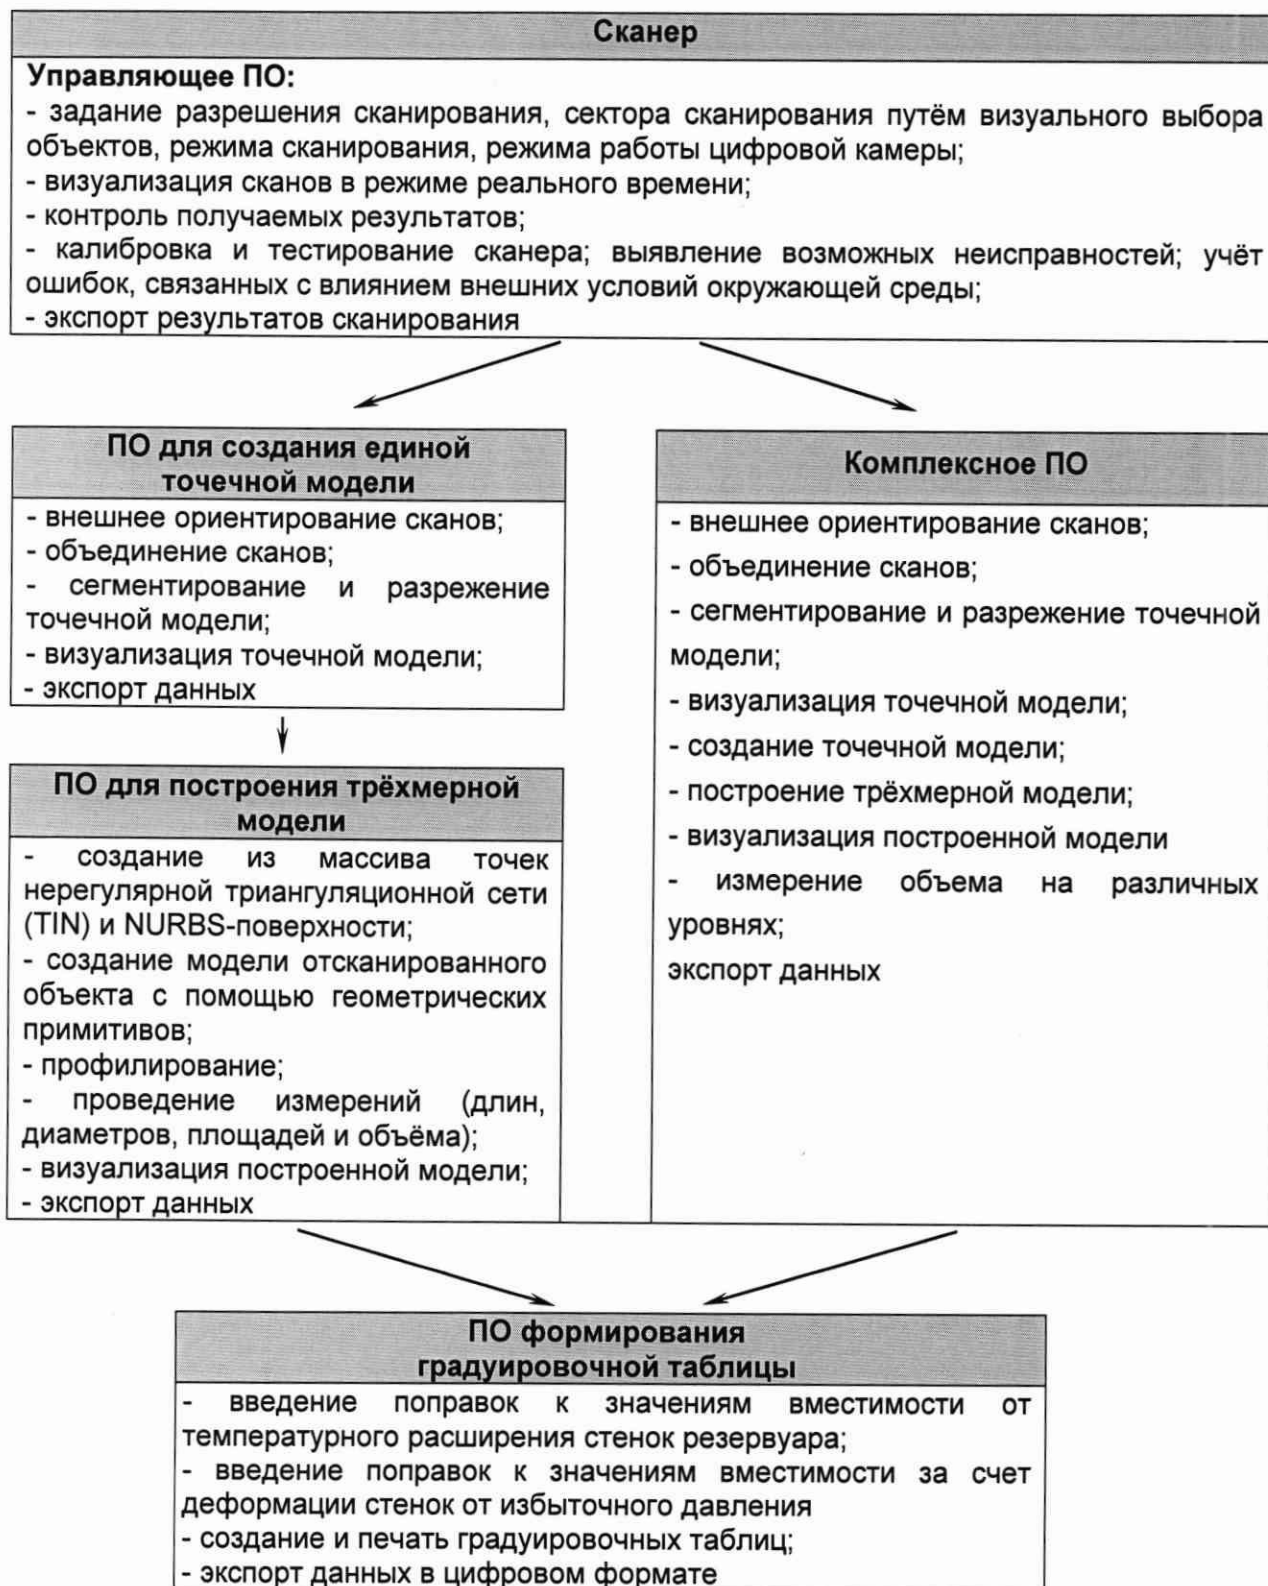 Сканер
Управляющее ПО:
- задание разрешения сканирования, сектора сканирования путём визуального выбора
объектов, режима сканирования, режима работы цифровой камеры;
- визуализация сканов в режиме реального времени;
- контроль получаемых результатов;
- калибровка и тестирование сканера; выявление возможных неисправностей; учёт
ошибок, связанных с влиянием внешних условий окружающей среды;
- экспорт результатов сканирования
ПО для создания единой
точечной модели
- внешнее ориентирование сканов;
- объединение сканов;
- сегментирование и разрежение
точечной модели;
- визуализация точечной модели;
- экспорт данных
ПО для построения трёхмерной
модели
- создание из массива точек
нерегулярной триангуляционной сети
(TIN) и NURBS-поверхности;
- создание модели отсканированного
объекта с помощью геометрических
примитивов;
- профилирование;
- проведение измерений (длин,
диаметров, площадей и объёма);
- визуализация построенной модели;
- экспорт данных
Комплексное ПО
- внешнее ориентирование сканов;
- объединение сканов;
- сегментирование и разрежение точечной
модели;
- визуализация точечной модели;
- создание точечной модели;
- построение трёхмерной модели;
- визуализация построенной модели
- измерение объема на различных
уровнях;
экспорт данных
ПО формирования
градуировочной таблицы
- введение поправок к значениям вместимости от
температурного расширения стенок резервуара;
- введение поправок к значениям вместимости за счет
деформации стенок от избыточного давления
- создание и печать градуировочных таблиц;
- экспорт данных в цифровом формате